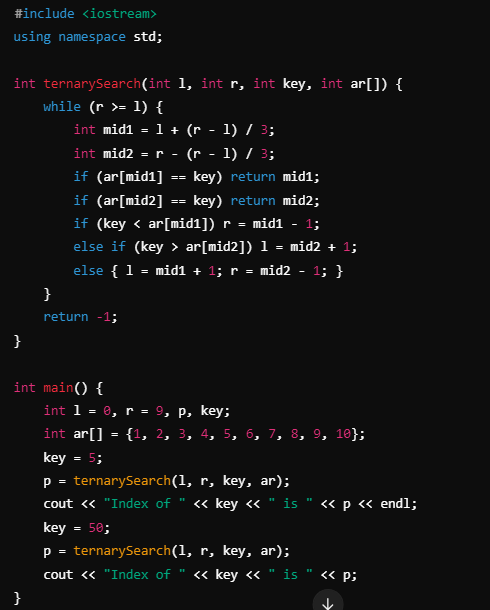 #include <iostream>
using namespace std;

int ternarySearch(int l, int r, int key, int ar[]) {
    while (r >= l) {
        int mid1 = l + (r - l) / 3;
        int mid2 = r - (r - l) / 3;
        if (ar[mid1] == key) return mid1;
        if (ar[mid2] == key) return mid2;
        if (key < ar[mid1]) r = mid1 - 1;
        else if (key > ar[mid2]) l = mid2 + 1;
        else { l = mid1 + 1; r = mid2 - 1; }
    }
    return -1;
}

int main() {
    int l = 0, r = 9, p, key;
    int ar[] = {1, 2, 3, 4, 5, 6, 7, 8, 9, 10};
    key = 5;
    p = ternarySearch(l, r, key, ar);
    cout << "Index of " << key << " is " << p << endl;
    key = 50;
    p = ternarySearch(l, r, key, ar);
    cout << "Index of " << key << " is " << p;
}